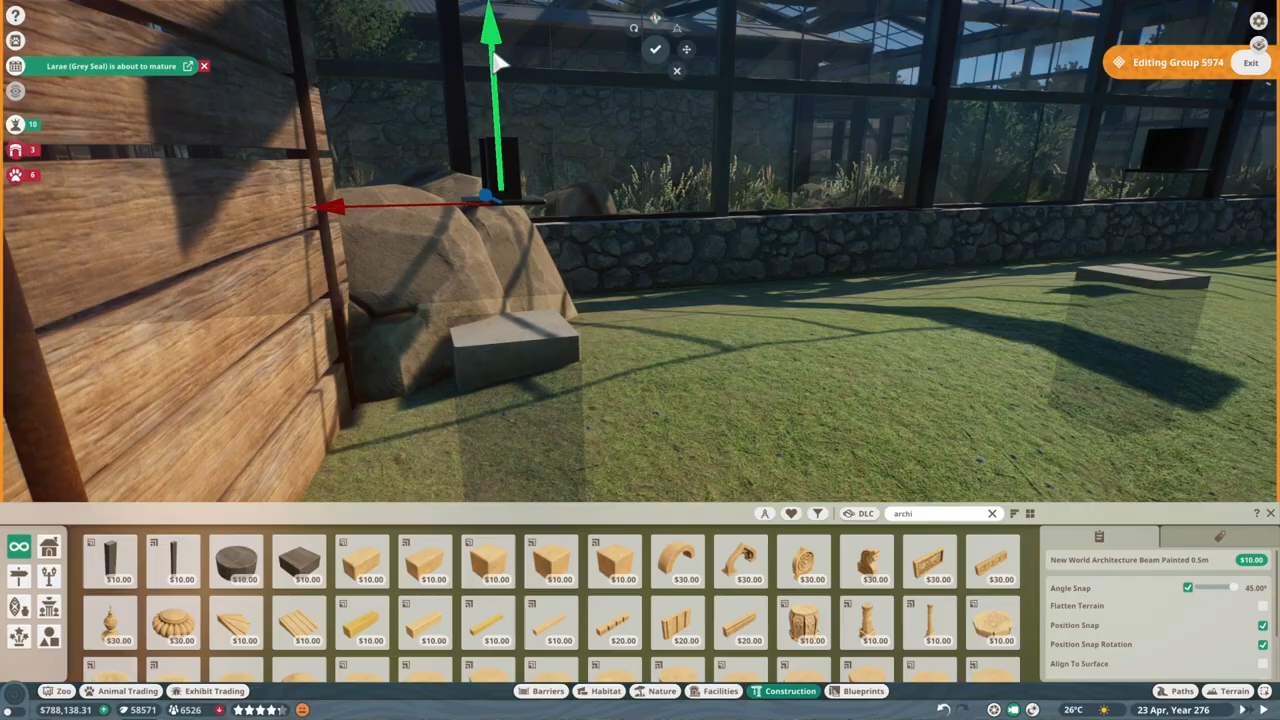 ?
Larae (Grey Seal) is about to mature
10
3
6
Editing Group 5974
Exit
DLC
archi
?
$10.00
$10.00
$10.00
$10.00
$10.00
$10.00
$10.00
$10.00
$10.00
$30.00
$30.00
$30.00
$30.00
$30.00
$30.00
$30.00
$30.00
$10.00
$10.00
$10.00
$10.00
$10.00
$10.00
$20.00
$20.00
$20.00
$10.00
$10.00
$10.00
$10.00
New World Architecture Beam Painted 0.5m
$10.00
Angle Snap
45.00°
Flatten Terrain
Position Snap
Position Snap Rotation
Align To Surface
Zoo
Animal Trading
Exhibit Trading
Barriers
Habitat
Nature
Facilities
Construction
Blueprints
Paths
Terrain
$788,138.31
58571
6526
26°C
23 Apr, Year 276